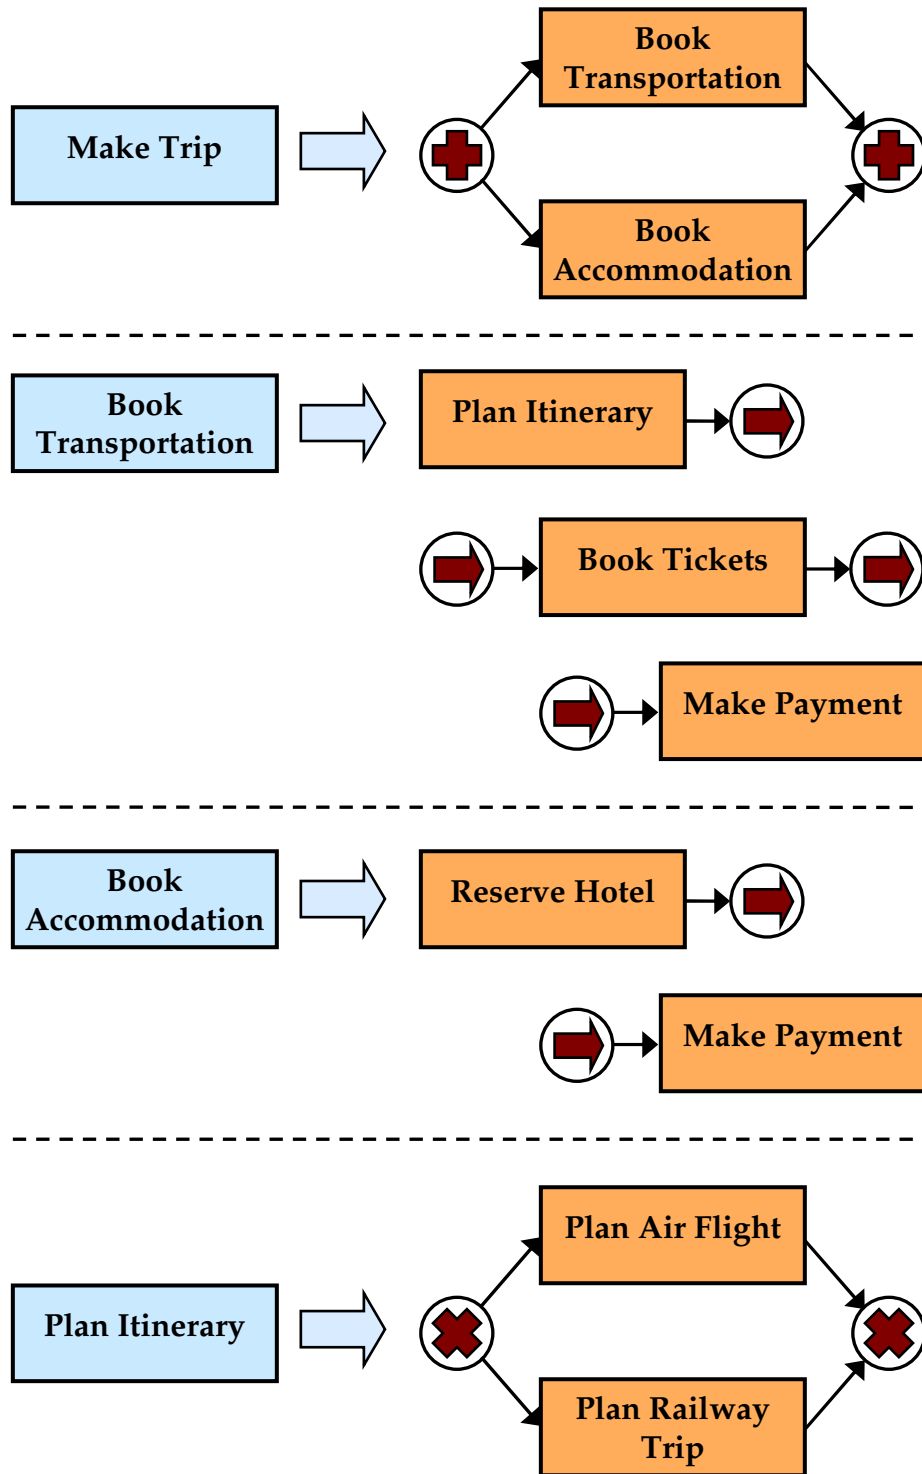 Make Trip
Book
Transportation
Book
Accommodation
Book
Transportation
Plan Itinerary
Book Tickets
Make Payment
Book
Accommodation
Reserve Hotel
Make Payment
Plan Itinerary
Plan Air Flight
Plan Railway
Trip